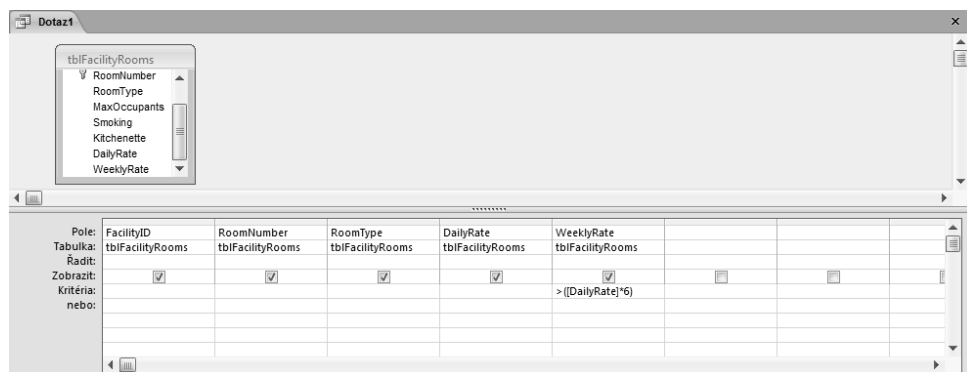 Dotaz1
tblFacilityRooms
RoomNumber
RoomType
MaxOccupants
Smoking
Kitchenette
DailyRate
WeeklyRate
Pole: FacilityID RoomNumber RoomType DailyRate WeeklyRate
Tabulka: tblFacilityRooms tblFacilityRooms tblFacilityRooms tblFacilityRooms tblFacilityRooms
Řadit:
Zobrazit:
Kritéria: >([DailyRate]*6)
nebo: